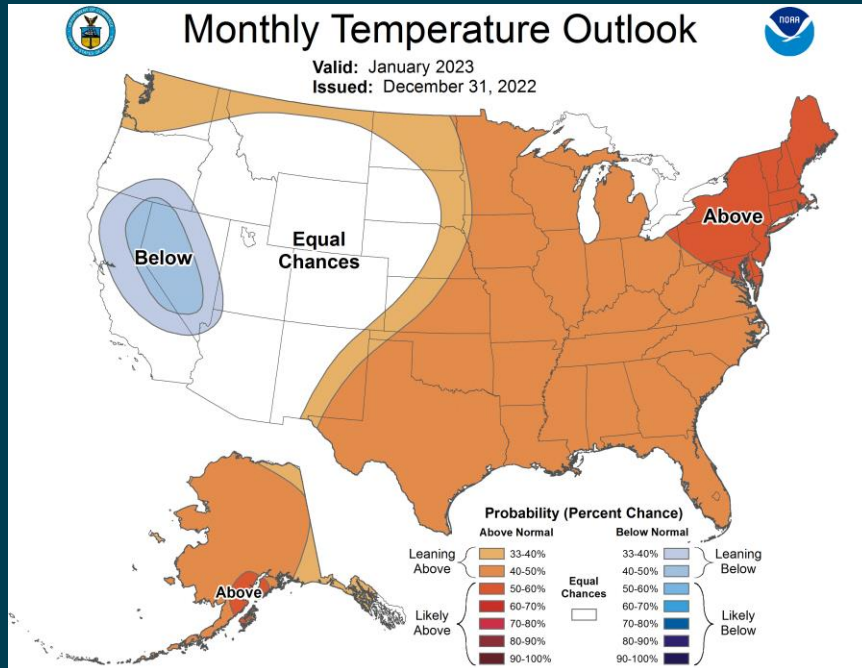 Monthly Temperature Outlook
NOAA
Valid: January 2023
Issued: December 31, 2022
Below
Equal
Chances
Above
Above
Probability (Percent Chance)
Above Normal
Below Normal
Leaning
Above
33-40%
40-50%
Likely
Above
50-60%
60-70%
70-80%
80-90%
90-100%
Equal
Chances
33-40%
40-50%
Leaning
Below
50-60%
60-70%
70-80%
80-90%
90-100%
Likely
Below